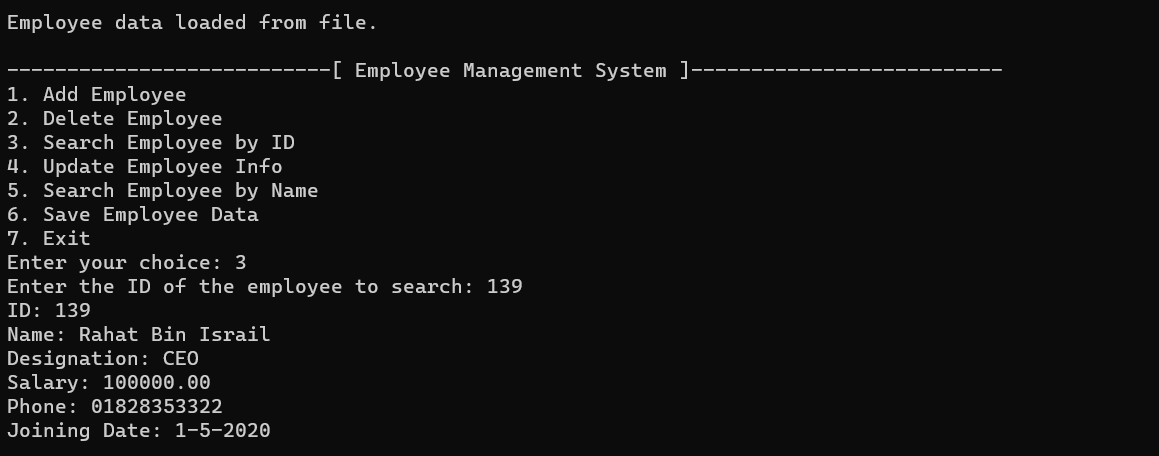 Employee data loaded from file.
---------------------------[ Employee Management System ]--------------------------
1. Add Employee
2. Delete Employee
3. Search Employee by ID
4. Update Employee Info
5. Search Employee by Name
6. Save Employee Data
7. Exit
Enter your choice: 3
Enter the ID of the employee to search: 139
ID: 139
Name: Rahat Bin Israil
Designation: CEO
Salary: 100000.00
Phone: 01828353322
Joining Date: 1-5-2020